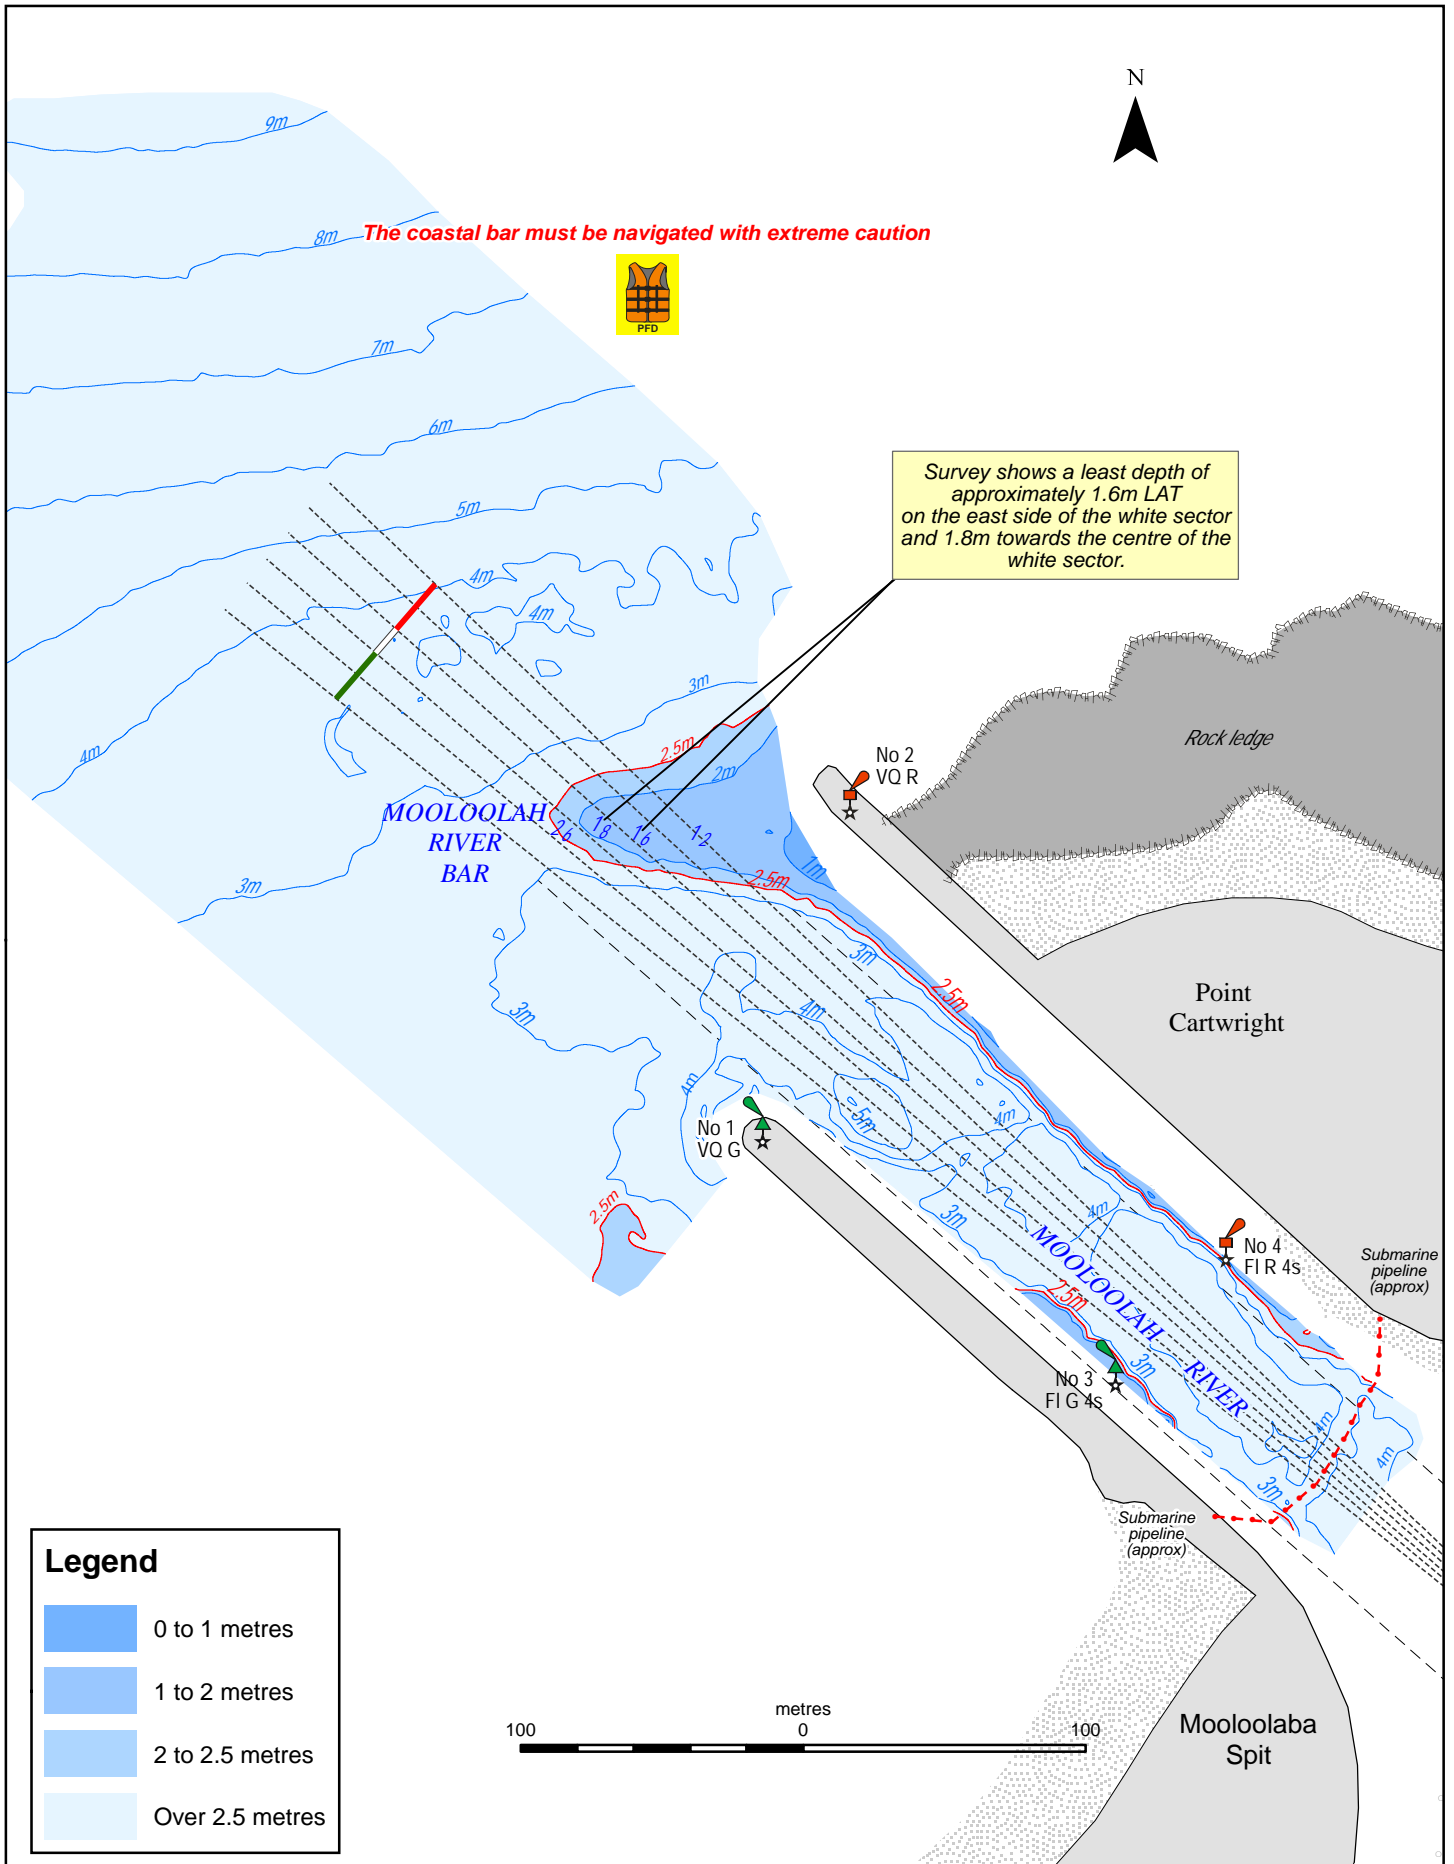 N
9m
8m
The coastal bar must be navigated with extreme caution
PFD
7m
6m
5m
Survey shows a least depth of
approximately 1.6m LAT
on the east side of the white sector
and 1.8m towards the centre of the
white sector.
4m
4m
3m
4m
2.5m
2m
Rock ledge
No 2
VQ R
MOOLOOLAH
RIVER
BAR
2.6
1.8
1.6
1.2
1m
2.5m
3m
3m
2.5m
4m
3m
Point
Cartwright
4m
5m
4m
No 1
VQ G
2.5m
3m
4m
MOOLOOLAH
RIVER
No 4
Fl R 4s
Submarine
pipeline
(approx)
2.5m
3m
No 3
Fl G 4s
4m
4m
3m
Submarine
pipeline
(approx)
Legend
0 to 1 metres
1 to 2 metres
2 to 2.5 metres
Over 2.5 metres
metres
100
0
100
Mooloolaba
Spit